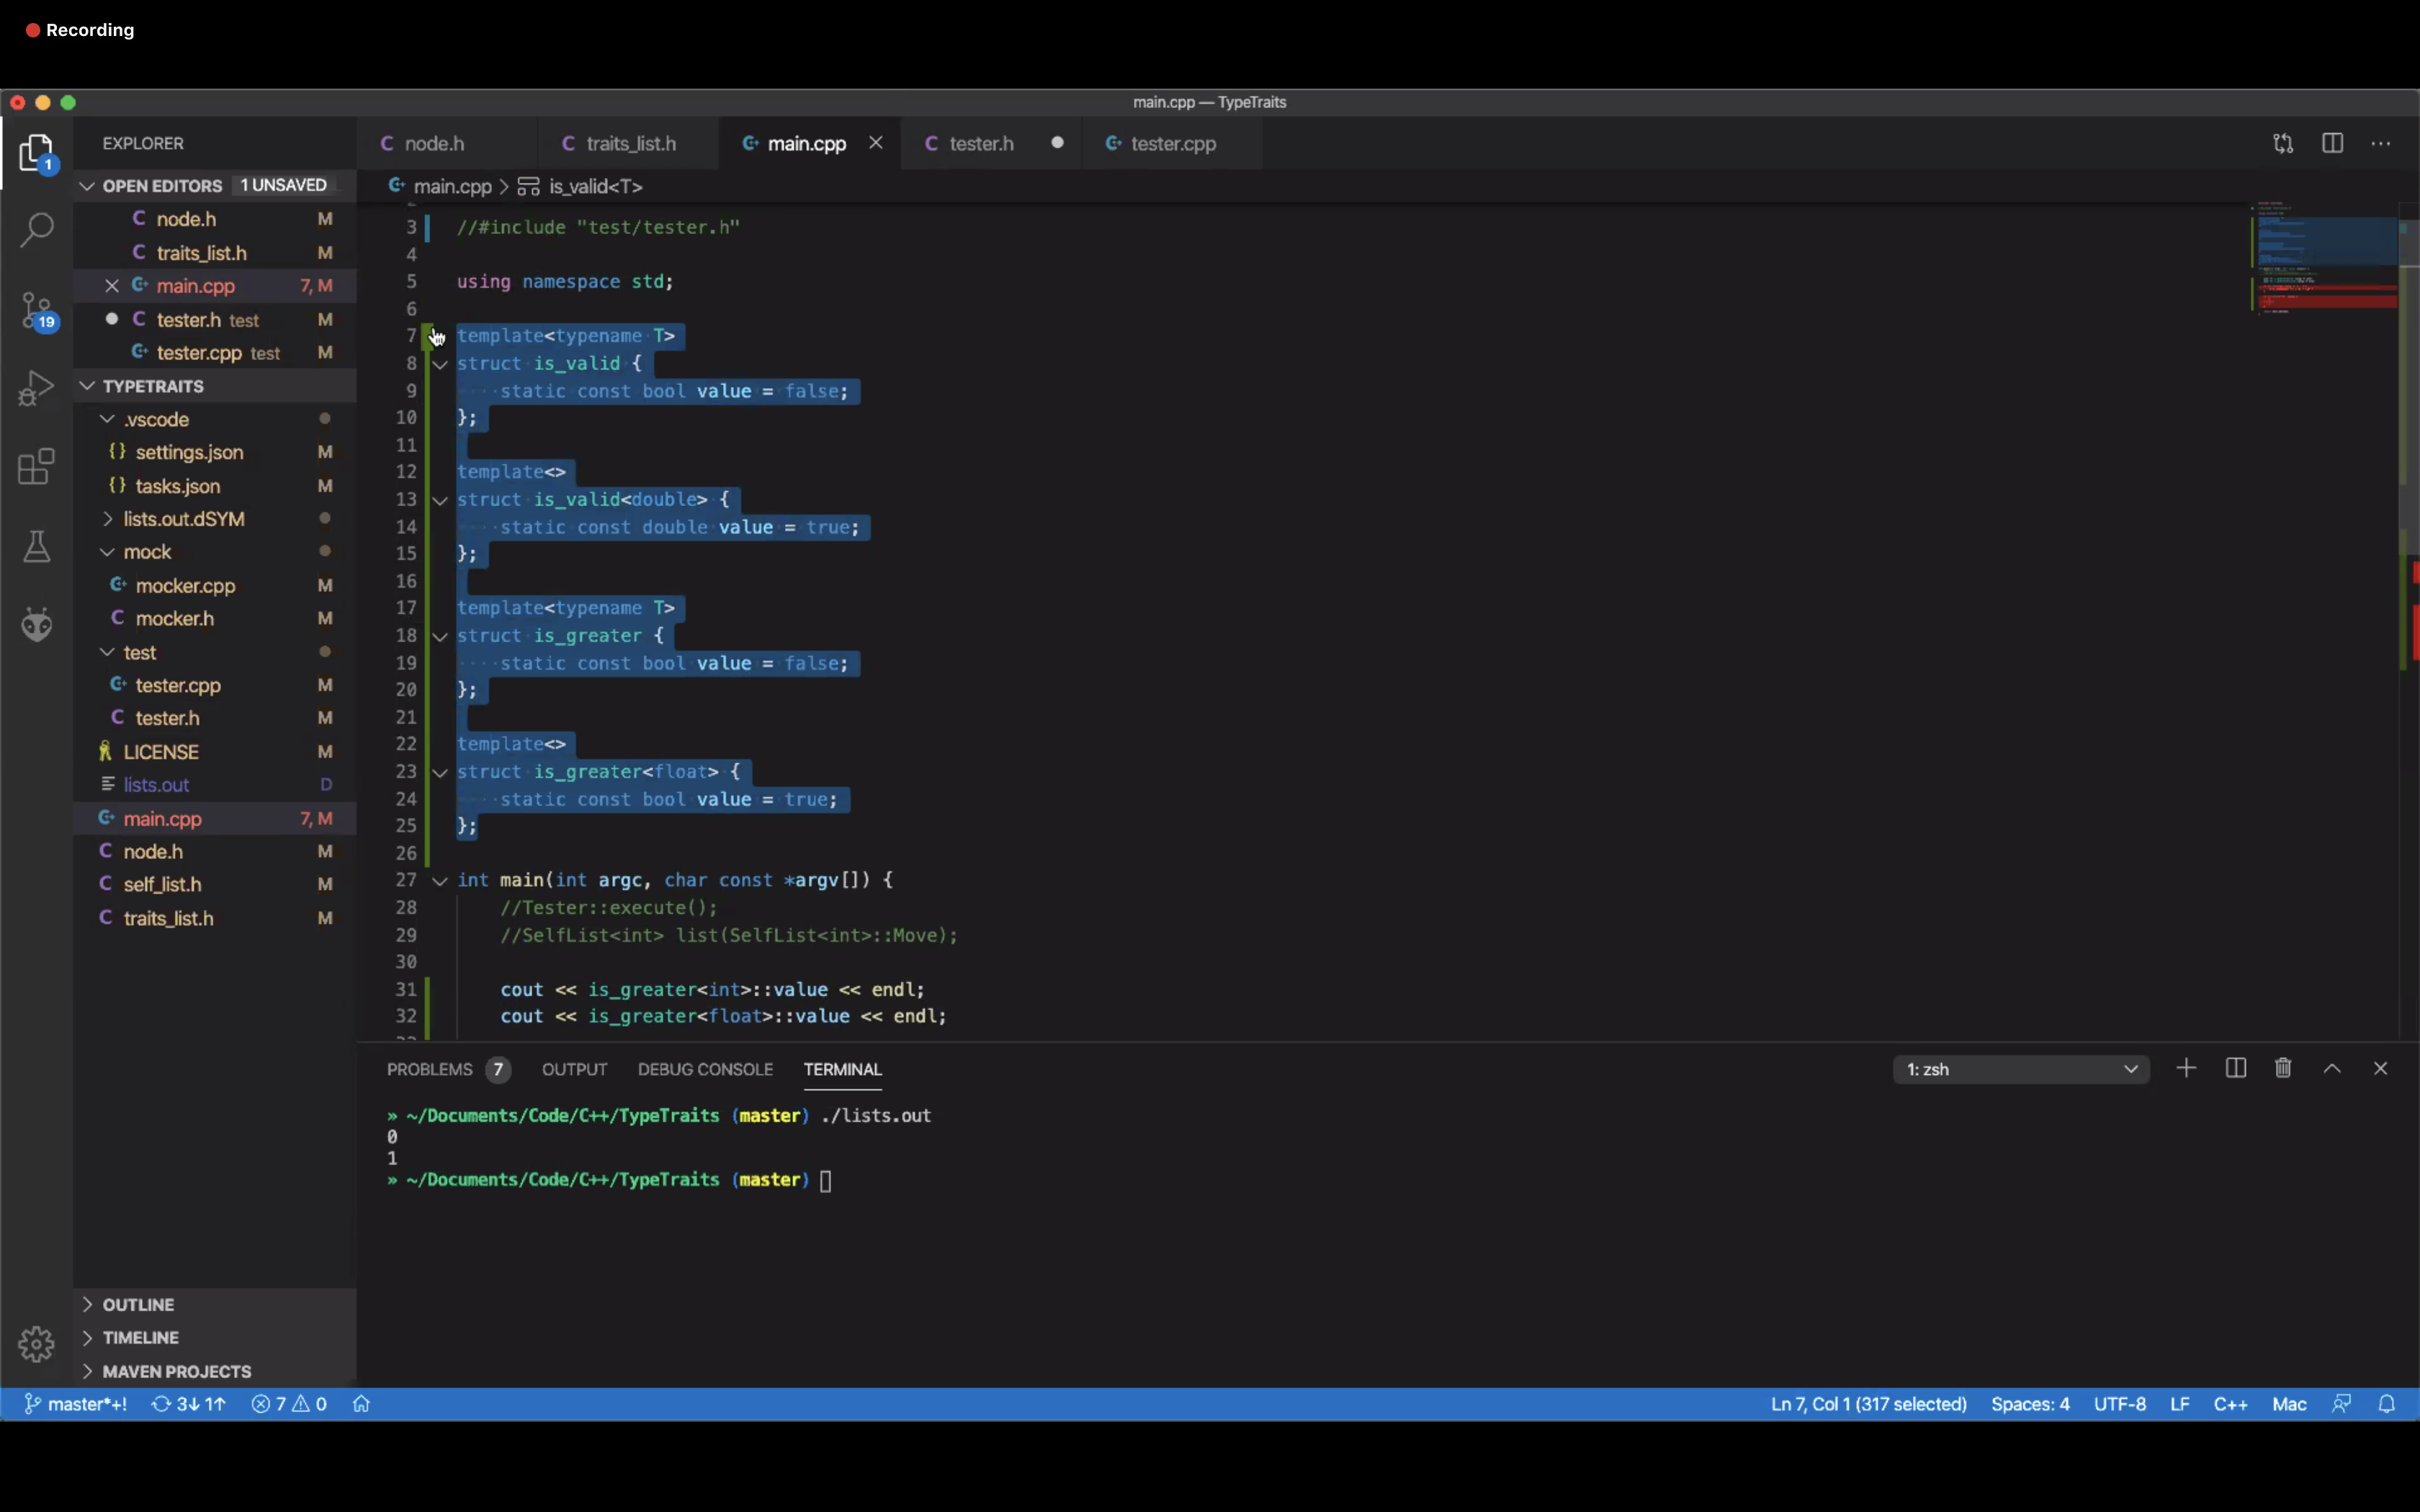 Recording
main.cpp — TypeTraits
EXPLORER
OPEN EDITORS 1 UNSAVED
node.h M
traits_list.h M
main.cpp 7, M
tester.h test M
tester.cpp test M
TYPETRAITS
.vscode
settings.json M
tasks.json M
lists.out.dSYM
mock
mocker.cpp M
mocker.h M
test
tester.cpp M
tester.h M
LICENSE M
lists.out D
main.cpp 7, M
node.h M
self_list.h M
traits_list.h M
OUTLINE
TIMELINE
MAVEN PROJECTS
1
19
node.h traits_list.h main.cpp tester.h tester.cpp
main.cpp > is_valid<T>
3 //#include "test/tester.h"
4
5 using namespace std;
6
7 template<typename T>
8 struct is_valid {
9 static const bool value = false;
10 };
11
12 template<>
13 struct is_valid<double> {
14 static const double value = true;
15 };
16
17 template<typename T>
18 struct is_greater {
19 static const bool value = false;
20 };
21
22 template<>
23 struct is_greater<float> {
24 static const bool value = true;
25 };
26
27 int main(int argc, char const *argv[]) {
28 //Tester::execute();
29 //SelfList<int> list(SelfList<int>::Move);
30
31 cout << is_greater<int>::value << endl;
32 cout << is_greater<float>::value << endl;
PROBLEMS 7 OUTPUT DEBUG CONSOLE TERMINAL 1: zsh
» ~/Documents/Code/C++/TypeTraits (master) ./lists.out
0
1
» ~/Documents/Code/C++/TypeTraits (master)
master*+! 3↓ 1↑ 7 0 Ln 7, Col 1 (317 selected) Spaces: 4 UTF-8 LF C++ Mac